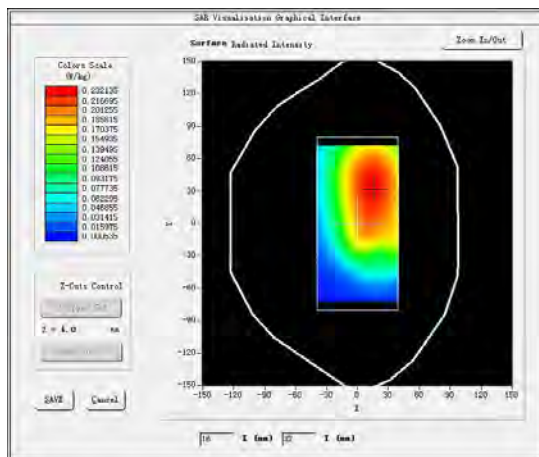 SAR Visualisation Graphical Interface
Surface Radiated Intensity
Zoom In/Out
Colors Scale
(W/kg)
0.232135
0.216695
0.201255
0.185815
0.170375
0.154935
0.139495
0.124055
0.108615
0.093175
0.077735
0.062295
0.046855
0.031415
0.015975
0.000535
150
120
90
60
30
0
-30
-60
-90
-120
-150
-150 -120 -90 -60 -30 0 30 60 90 120 150
Z-Cuts Control
Z = 4.0 mm
SAVE
Cancel
16 X (mm) 32 Y (mm)